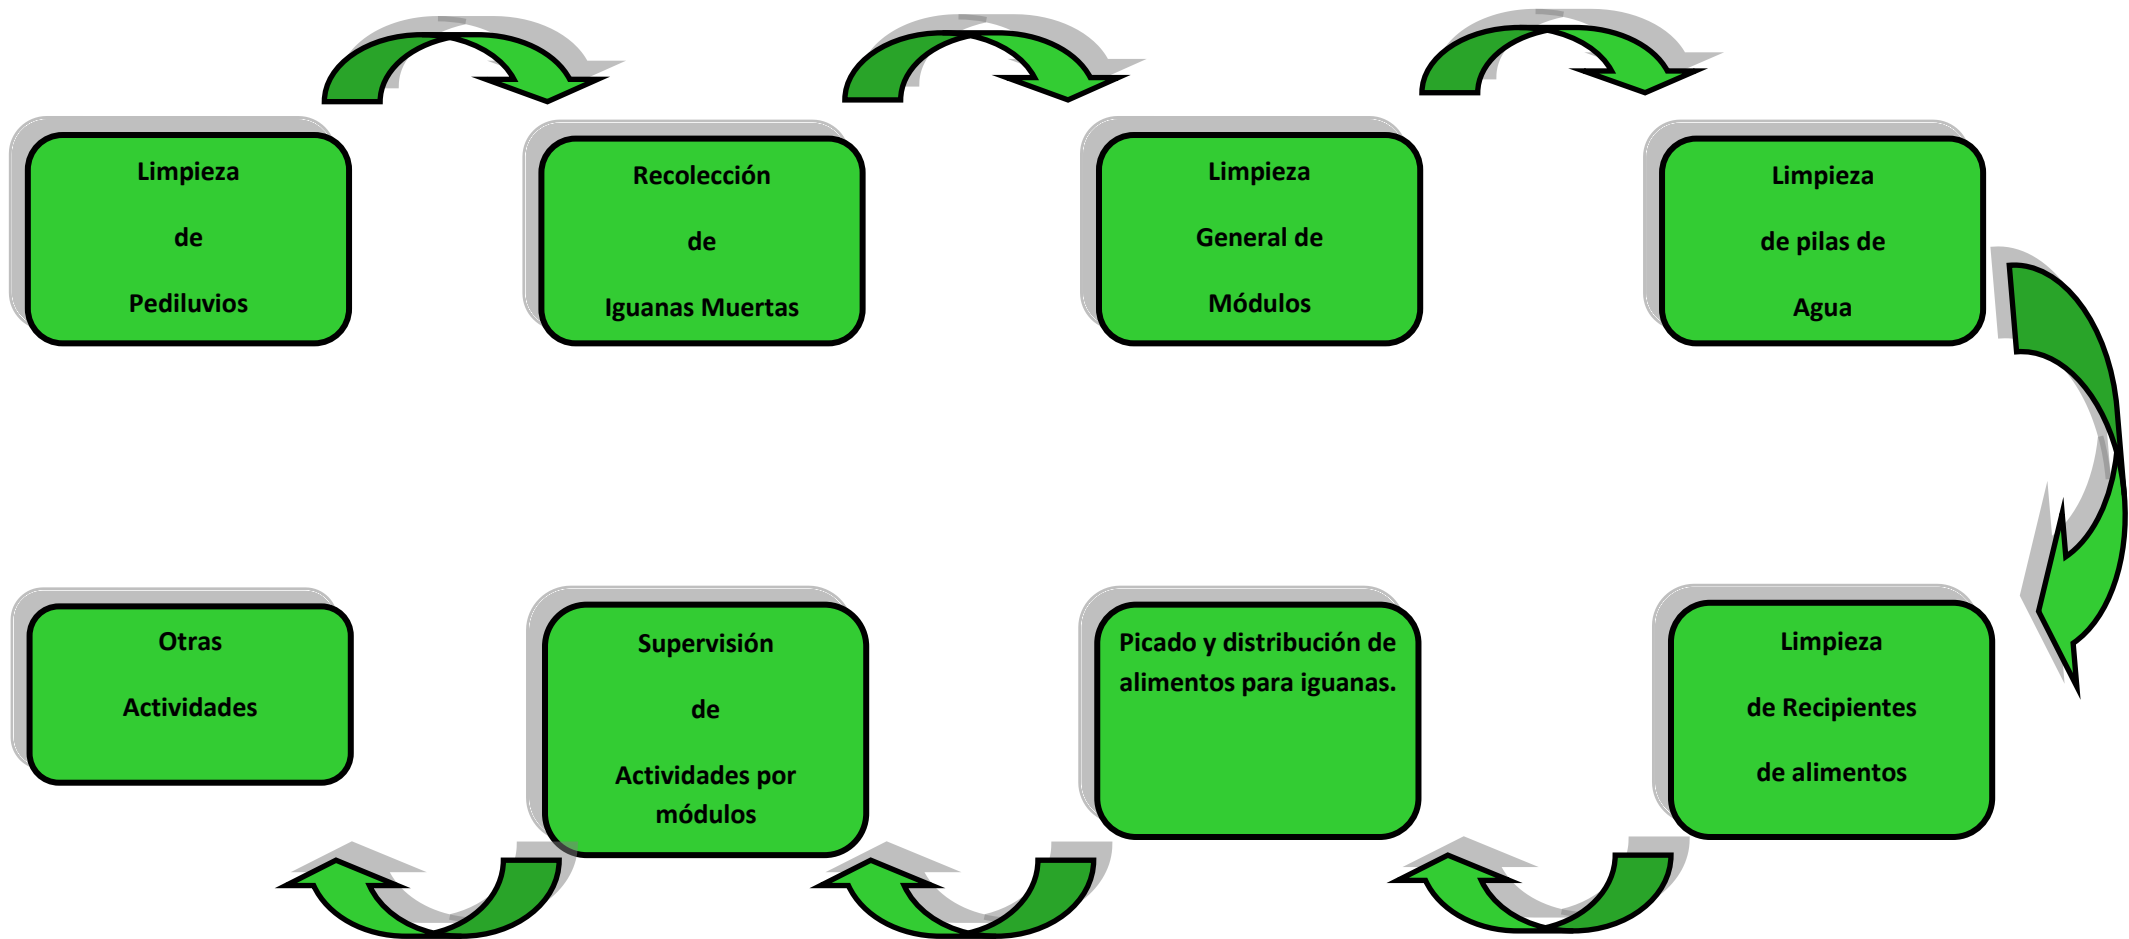 Limpieza
de
Pediluvios
Recolección
de
Iguanas Muertas
Limpieza
General de
Módulos
Limpieza
de pilas de
Agua
Otras
Actividades
Supervisión
de
Actividades por
módulos
Picado y distribución de
alimentos para iguanas.
Limpieza
de Recipientes
de alimentos